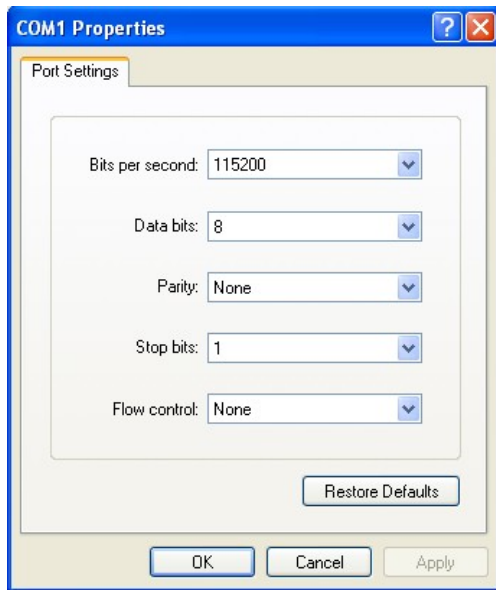 COM1 Properties
Port Settings
Bits per second: 115200
Data bits: 8
Parity: None
Stop bits: 1
Flow control: None
Restore Defaults
OK Cancel Apply